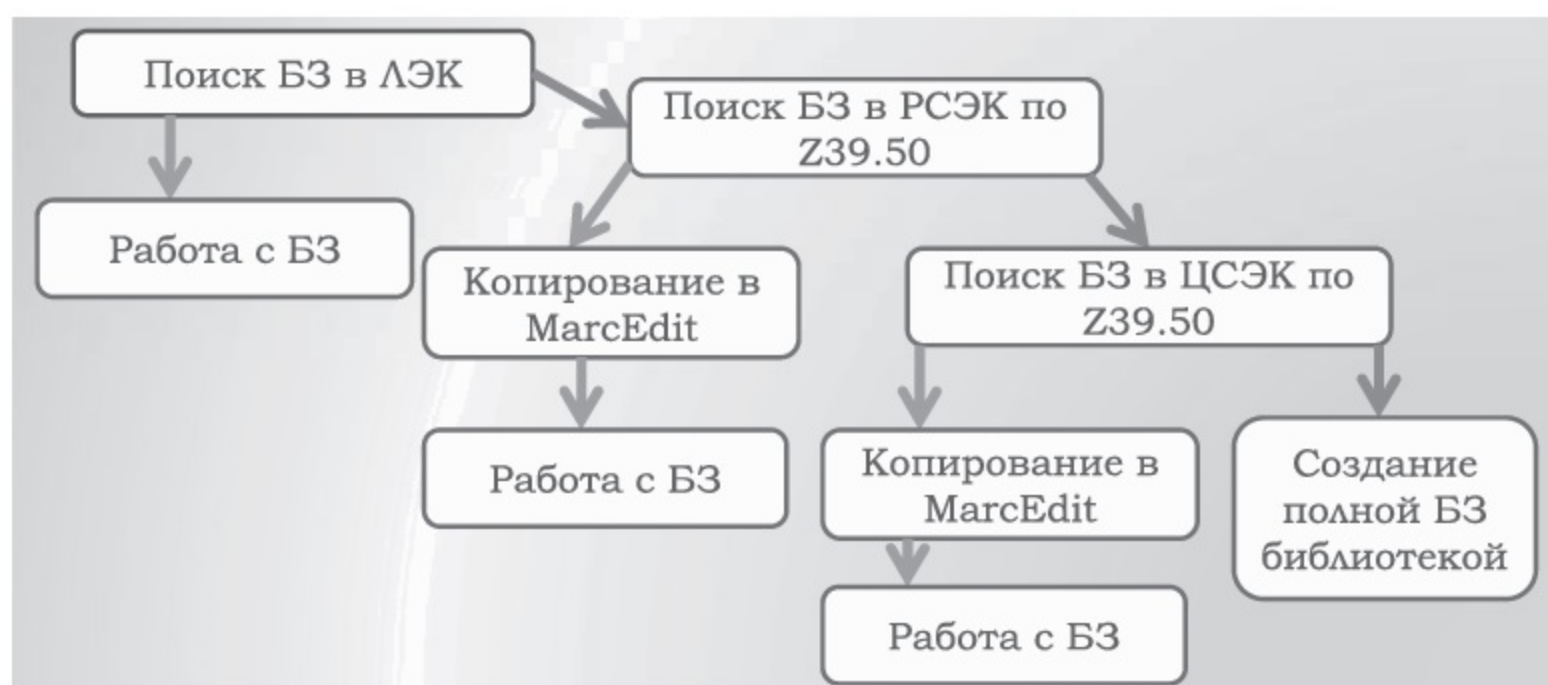 Поиск БЗ в ЛЭК
Поиск БЗ в РСЭК по
Z39.50
Работа с БЗ
Копирование в
MarcEdit
Поиск БЗ в ЦСЭК по
Z39.50
Работа с БЗ
Копирование в
MarcEdit
Создание
полной БЗ
библиотекой
Работа с БЗ